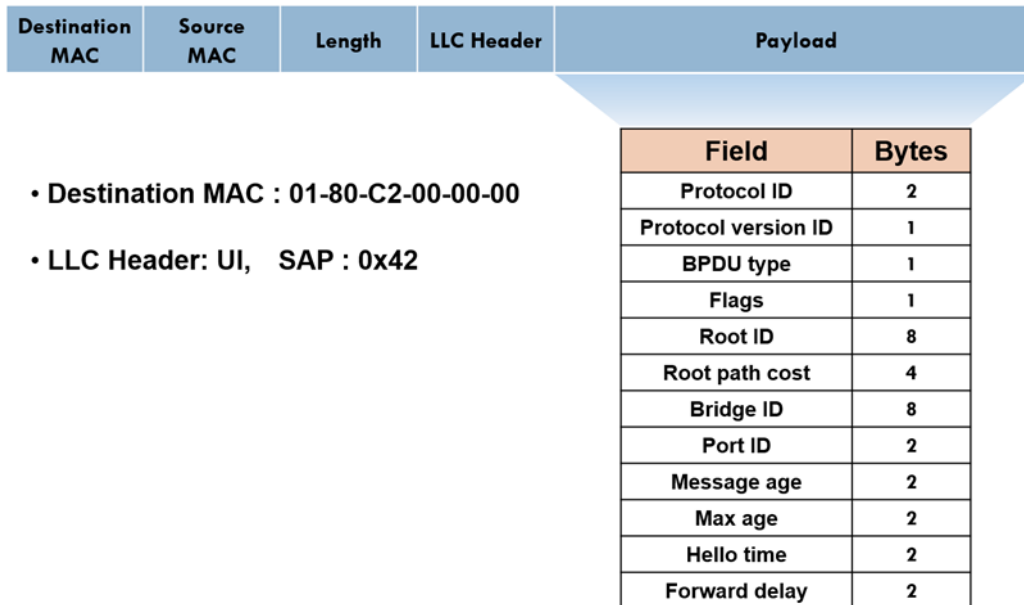 Destination MAC Source MAC Length LLC Header Payload
• Destination MAC : 01-80-C2-00-00-00
• LLC Header: UI, SAP : 0x42
Field Bytes
Protocol ID 2
Protocol version ID 1
BPDU type 1
Flags 1
Root ID 8
Root path cost 4
Bridge ID 8
Port ID 2
Message age 2
Max age 2
Hello time 2
Forward delay 2